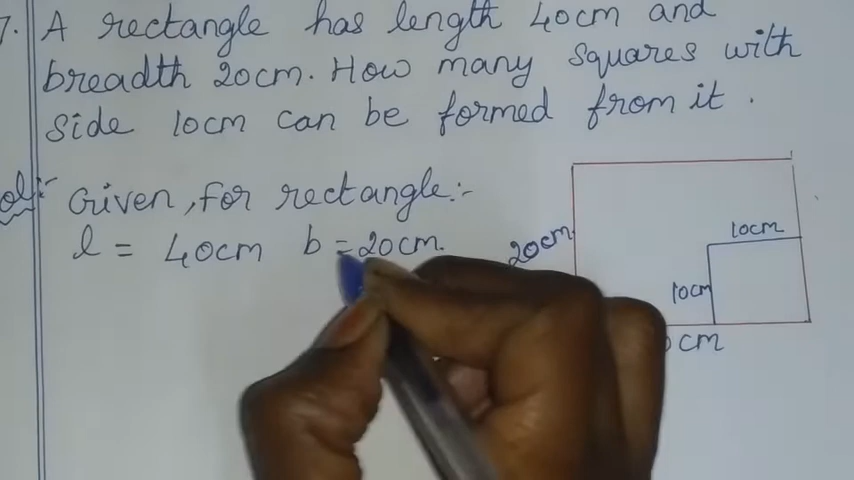 7. A rectangle has length 40cm and
breadth 20cm. How many squares with
side 10cm can be formed from it.
Sol:- Given, for rectangle:-
l = 40cm b = 20cm.
20cm
10cm
10cm
cm